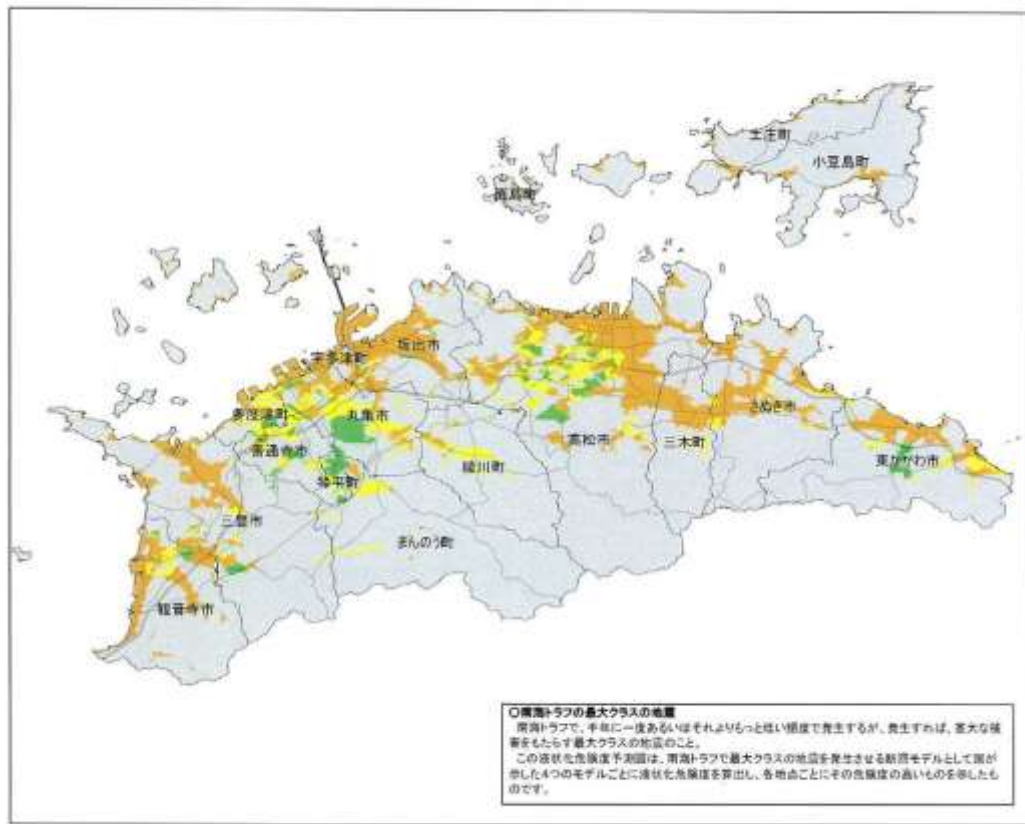 土庄町
小豆島町
直島町
宇多津町
坂出市
多度津町
丸亀市
善通寺市
さぬき市
高松市
三木町
綾川町
東かがわ市
琴平町
三豊市
まんのう町
観音寺市
○南海トラフの最大クラスの地震
南海トラフで、千年に一度あるいはそれよりもっと低い頻度で発生するが、発生すれば、甚大な被
害をもたらす最大クラスの地震のこと。
この液状化危険度予測図は、南海トラフで最大クラスの地震を発生させる断層モデルとして国が
示した4つのモデルごとに液状化危険度を算出し、各地点ごとにその危険度の高いものを示したも
のです。